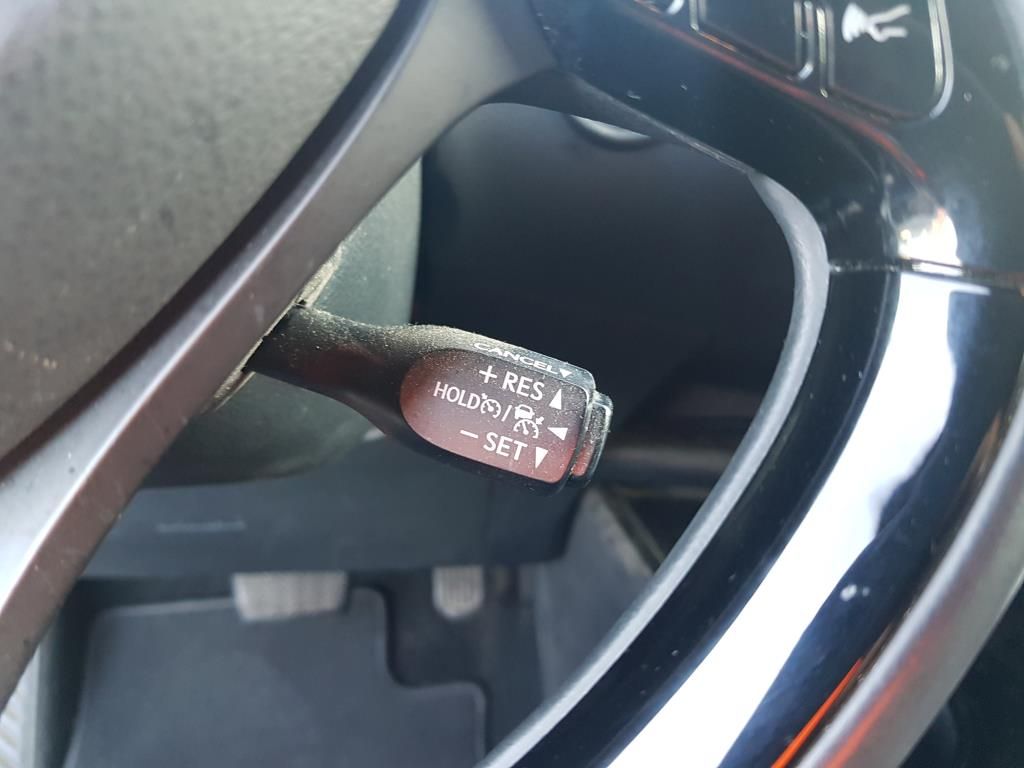 CANCEL
+ RES
HOLD /
− SET